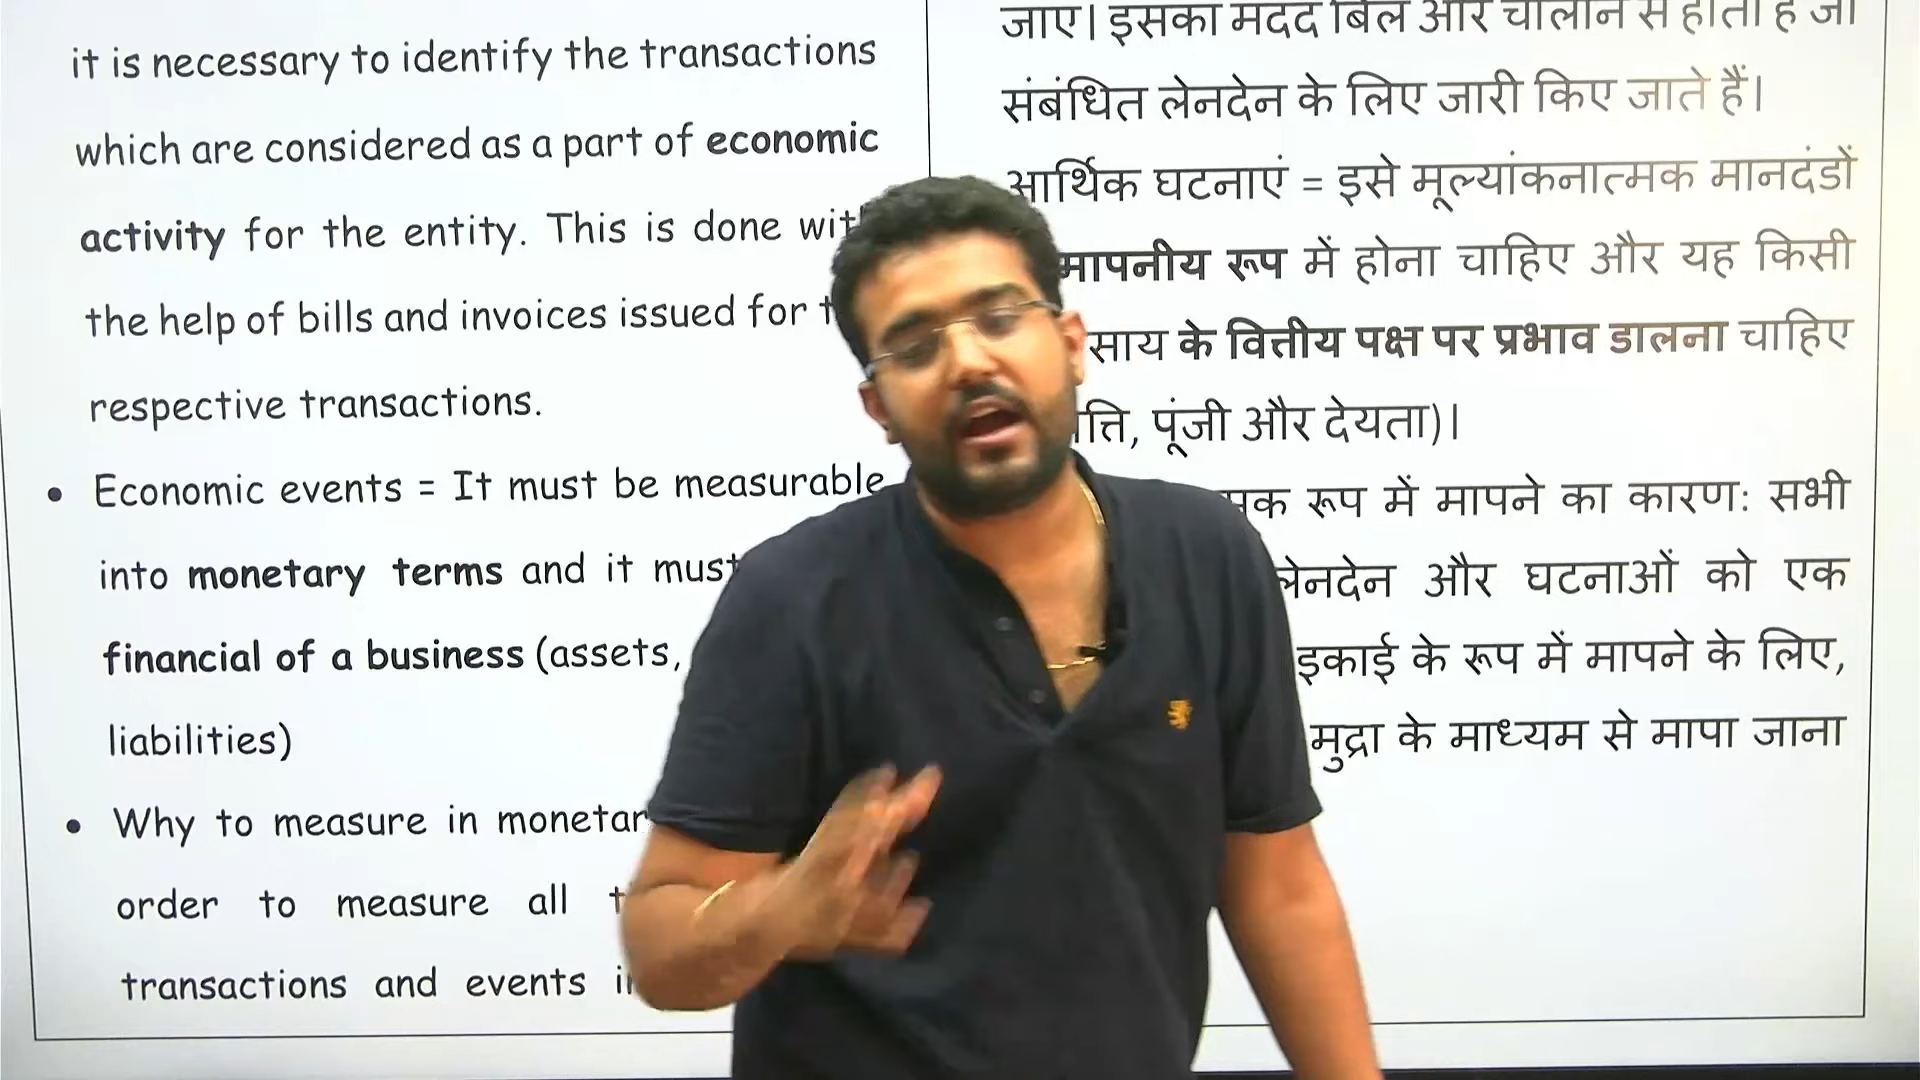 it is necessary to identify the transactions
which are considered as a part of economic
activity for the entity. This is done
the help of bills and invoices issued for
respective transactions.
• Economic events = It must be measurable
into monetary terms and it must
financial of a business (assets,
liabilities)
• Why to measure in
order to measure all
transactions and events
जाए। इसका मदद बिल और चालान से होता है जो
संबंधित लेनदेन के लिए जारी किए जाते हैं।
आर्थिक घटनाएं = इसे मूल्यांकनात्मक मानदंडों
मापनीय रूप में होना चाहिए और यह किसी
के वित्तीय पक्ष पर प्रभाव डालना चाहिए
पूंजी और देयता)।
रूप में मापने का कारण: सभी
लेनदेन और घटनाओं को एक
इकाई के रूप में मापने के लिए,
मुद्रा के माध्यम से मापा जाना